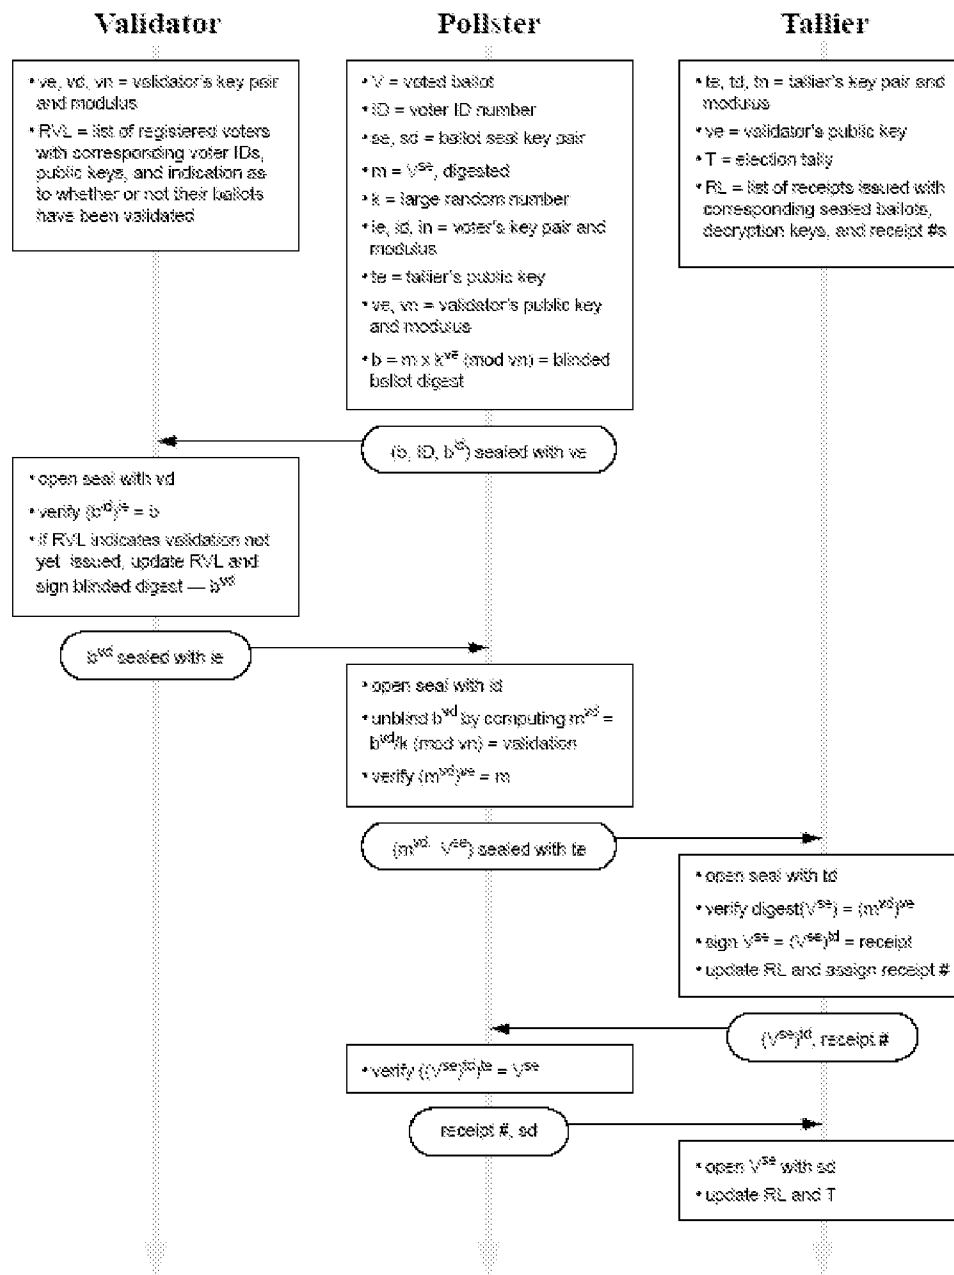 Validator Pollster Tallier
• ve, vd, vn = validator's key pair
and modulus
• RVL = list of registered voters
with corresponding voter IDs,
public keys, and indication as
to whether or not their ballots
have been validated
• V = voted ballot
• ID = voter ID number
• se, sd = ballot seal key pair
• m = V^se, digested
• k = large random number
• ie, id, in = voter's key pair and
modulus
• te = tallier's public key
• ve, vn = validator's public key
and modulus
• b = m x k^ve (mod vn) = blinded
ballot digest
• te, td, tn = tallier's key pair and
modulus
• ve = validator's public key
• T = election tally
• RL = list of receipts issued with
corresponding sealed ballots,
decryption keys, and receipt #s
(b, ID, b^id) sealed with ve
• open seal with vd
• verify (b^id)^ie = b
• if RVL indicates validation not
yet issued, update RVL and
sign blinded digest — b^vd
b^vd sealed with ie
• open seal with id
• unblind b^vd by computing m^vd =
b^vd/k (mod vn) = validation
• verify (m^vd)^ve = m
(m^vd, V^se) sealed with te
• open seal with td
• verify digest(V^se) = (m^vd)^ve
• sign V^se = (V^se)^td = receipt
• update RL and assign receipt #
(V^se)^td, receipt #
• verify ((V^se)^td)^te = V^se
receipt #, sd
• open V^se with sd
• update RL and T